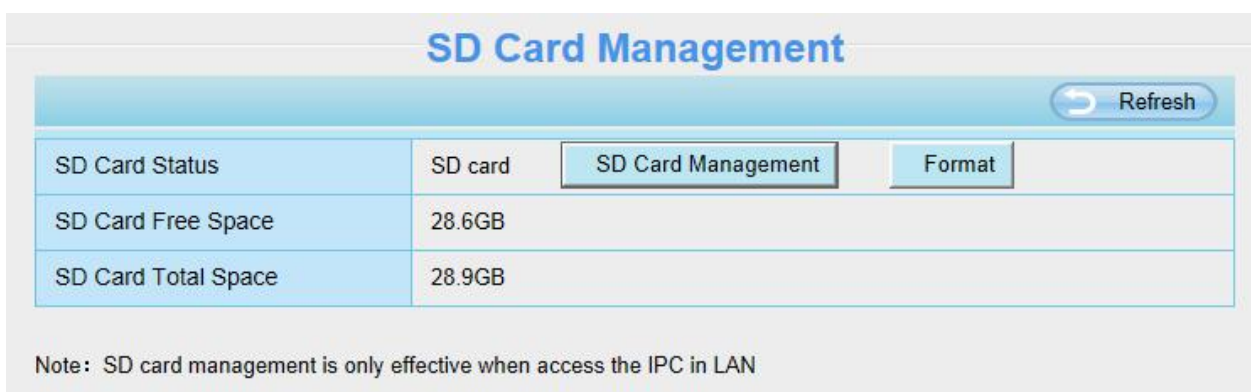 SD Card Management
Refresh
SD Card Status SD card SD Card Management Format
SD Card Free Space 28.6GB
SD Card Total Space 28.9GB
Note: SD card management is only effective when access the IPC in LAN